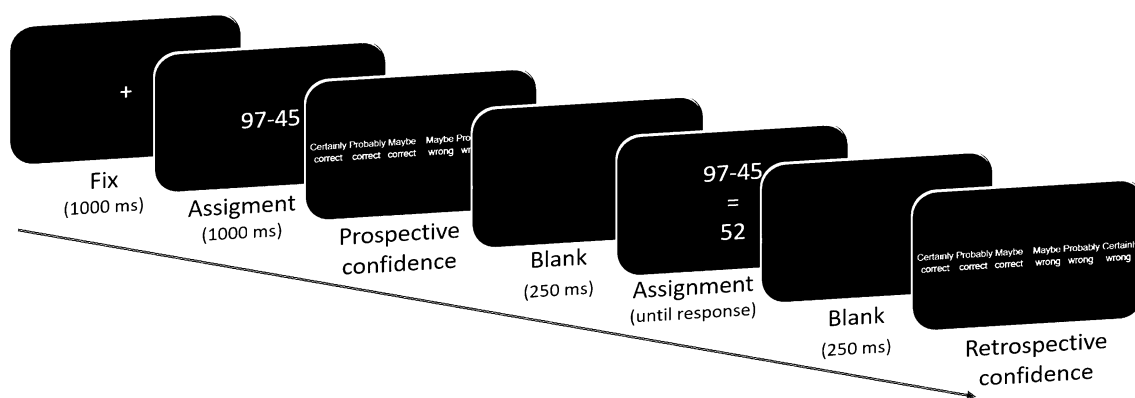 +
Fix
(1000 ms)
97-45
Assigment
(1000 ms)
Certainly Probably Maybe Maybe
correct correct correct wrong
Prospective
confidence
Blank
(250 ms)
97-45
=
52
Assignment
(until response)
Blank
(250 ms)
Certainly Probably Maybe Maybe Probably Certainly
correct correct correct wrong wrong wrong
Retrospective
confidence